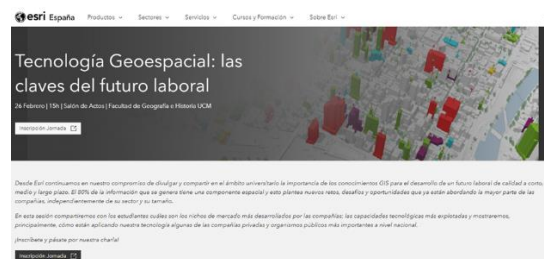 esri España Productos Sectores Servicios Cursos y Formación Sobre Esri
Tecnología Geoespacial: las
claves del futuro laboral
26 Febrero | 15h | Salón de Actos | Facultad de Geografía e Historia UCM
Inscripción Jornada
Desde Esri continuamos en nuestro compromiso de divulgar y compartir en el ámbito universitario la importancia de los conocimientos GIS para el desarrollo de un futuro laboral de calidad a corto,
medio y largo plazo. El 80% de la información que se genera tiene una componente espacial y esto plantea nuevos retos, desafíos y oportunidades que ya están abordando la mayor parte de las
compañías, independientemente de su sector y su tamaño.
En esta sesión compartiremos con los estudiantes cuáles son los nichos de mercado más desarrollados por las compañías; las capacidades tecnológicas más explotadas y mostraremos,
principalmente, cómo están aplicando nuestra tecnología algunas de las compañías privadas y organismos públicos más importantes a nivel nacional.
¡Inscríbete y pásate por nuestra charla!
Inscripción Jornada